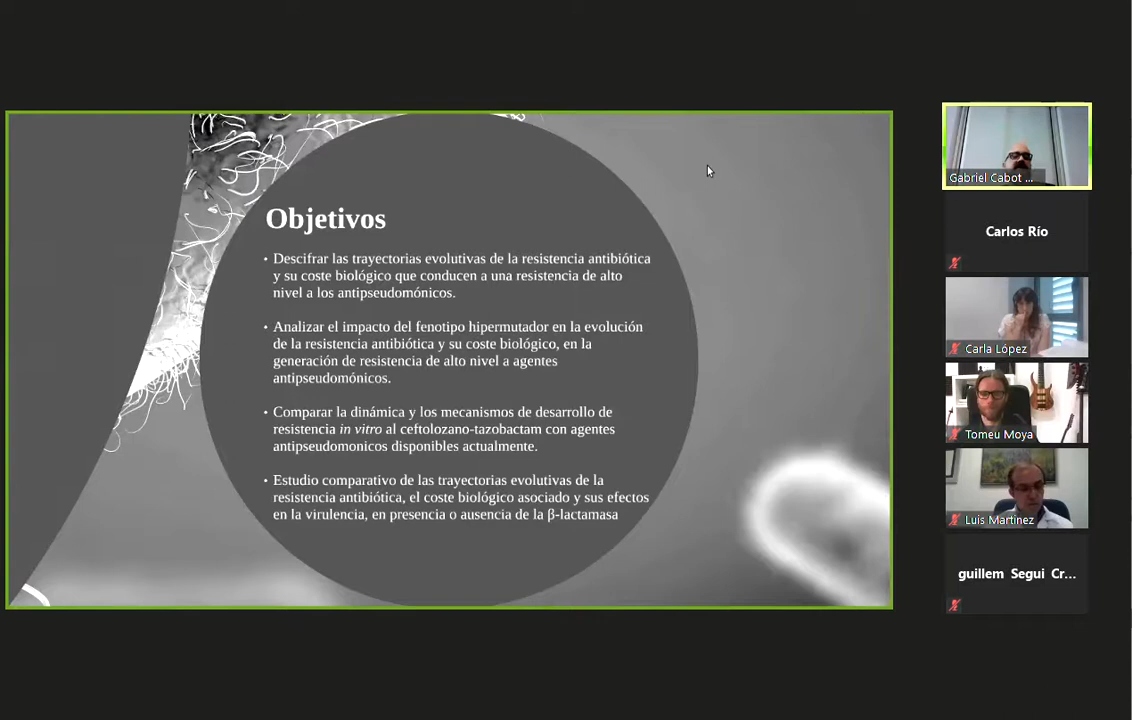 Objetivos
• Descifrar las trayectorias evolutivas de la resistencia antibiótica
y su coste biológico que conducen a una resistencia de alto
nivel a los antipseudomónicos.
• Analizar el impacto del fenotipo hipermutador en la evolución
de la resistencia antibiótica y su coste biológico, en la
generación de resistencia de alto nivel a agentes
antipseudomónicos.
• Comparar la dinámica y los mecanismos de desarrollo de
resistencia in vitro al ceftolozano-tazobactam con agentes
antipseudomonicos disponibles actualmente.
• Estudio comparativo de las trayectorias evolutivas de la
resistencia antibiótica, el coste biológico asociado y sus efectos
en la virulencia, en presencia o ausencia de la β-lactamasa
Gabriel Cabot ...
Carlos Río
Carla López
Tomeu Moya
Luis Martínez
guillem Segui Cr...